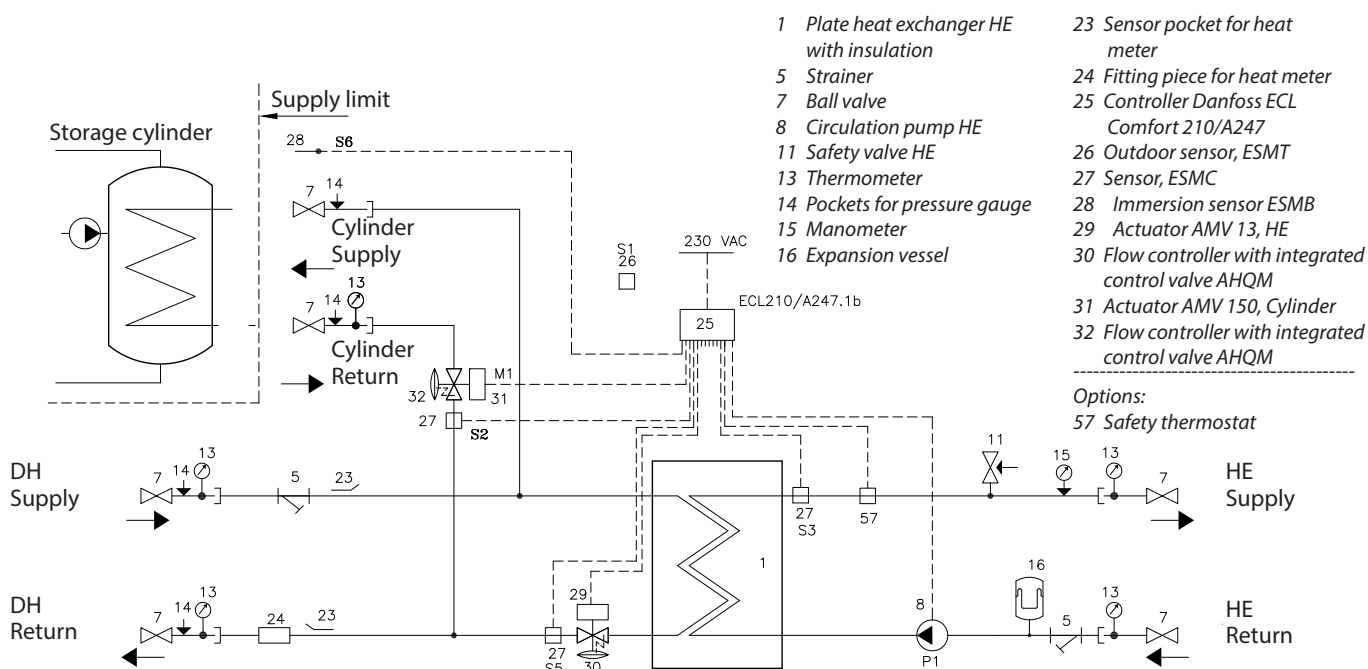 1 Plate heat exchanger HE
with insulation
5 Strainer
7 Ball valve
8 Circulation pump HE
11 Safety valve HE
13 Thermometer
14 Pockets for pressure gauge
15 Manometer
16 Expansion vessel
23 Sensor pocket for heat
meter
24 Fitting piece for heat meter
25 Controller Danfoss ECL
Comfort 210/A247
26 Outdoor sensor, ESMT
27 Sensor, ESMC
28 Immersion sensor ESMB
29 Actuator AMV 13, HE
30 Flow controller with integrated
control valve AHQM
31 Actuator AMV 150, Cylinder
32 Flow controller with integrated
control valve AHQM
Options:
57 Safety thermostat
Supply limit
Storage cylinder
28 S6
7 14
Cylinder
Supply
13
7 14
Cylinder
Return
S1
26
230 VAC
ECL210/A247.1b
25
M1
32 31
27 S2
DH
Supply
7 14 13 5 23
1
27
S3
57
11 15 13 7
HE
Supply
DH
Return
7 14 13 24 23
27
S5
29
30
8
P1
16
5 13 7
HE
Return